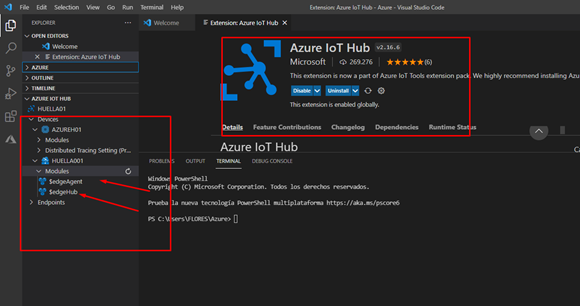 File Edit Selection View Go Run Terminal Help
Extension: Azure IoT Hub - Azure - Visual Studio Code
EXPLORER
OPEN EDITORS
Welcome
Extension: Azure IoT Hub
AZURE
OUTLINE
TIMELINE
AZURE IOT HUB
HUELLA01
Devices
AZUREH01
Modules
Distributed Tracing Setting (Pr...
HUELLA001
Modules
$edgeAgent
$edgeHub
Endpoints
Welcome
Extension: Azure IoT Hub
Azure IoT Hub v2.16.6
Microsoft 269.276 (6)
This extension is now a part of Azure IoT Tools extension pack. We highly recommend installing Azu
Disable Uninstall
This extension is enabled globally.
Details Feature Contributions Changelog Dependencies Runtime Status
Azure IoT Hub
PROBLEMS OUTPUT TERMINAL DEBUG CONSOLE
Windows PowerShell
Copyright (C) Microsoft Corporation. Todos los derechos reservados.
Prueba la nueva tecnología PowerShell multiplataforma https://aka.ms/pscore6
PS C:\Users\FLORES\Azure>